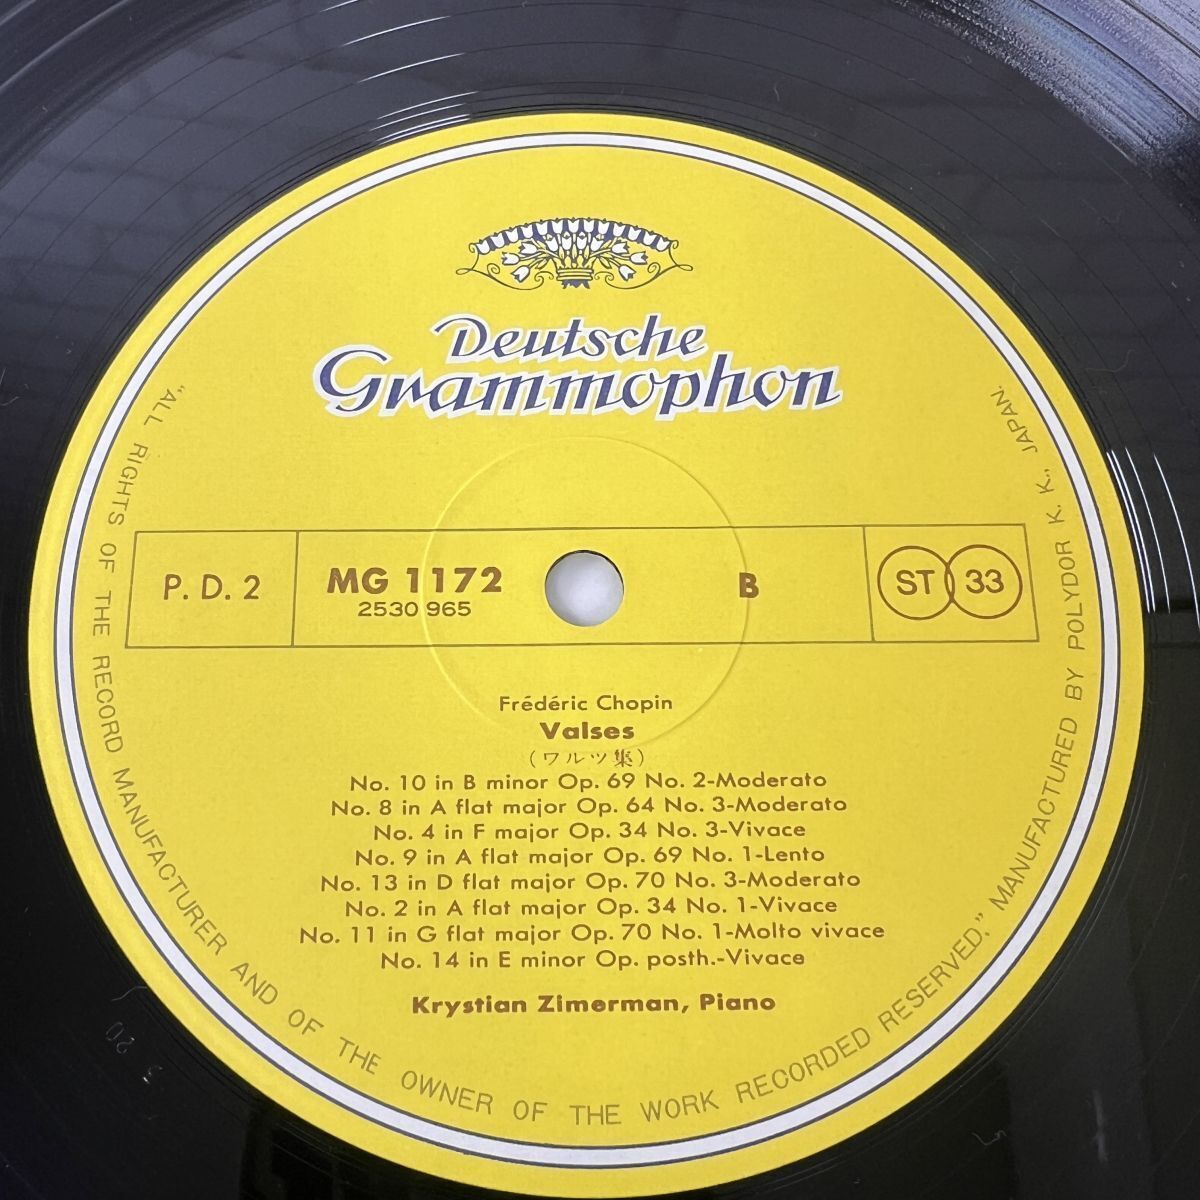 Deutsche
Grammophon
P. D. 2
MG 1172
2530 965
B
ST 33
Frédéric Chopin
Valses
(ワルツ集)
No. 10 in B minor Op. 69 No. 2-Moderato
No. 8 in A flat major Op. 64 No. 3-Moderato
No. 4 in F major Op. 34 No. 3-Vivace
No. 9 in A flat major Op. 69 No. 1-Lento
No. 13 in D flat major Op. 70 No. 3-Moderato
No. 2 in A flat major Op. 34 No. 1-Vivace
No. 11 in G flat major Op. 70 No. 1-Molto vivace
No. 14 in E minor Op. posth.-Vivace
Krystian Zimerman, Piano
"ALL RIGHTS OF THE RECORD MANUFACTURER AND OF THE OWNER OF THE WORK RECORDED RESERVED." MANUFACTURED BY POLYDOR K. K., JAPAN.